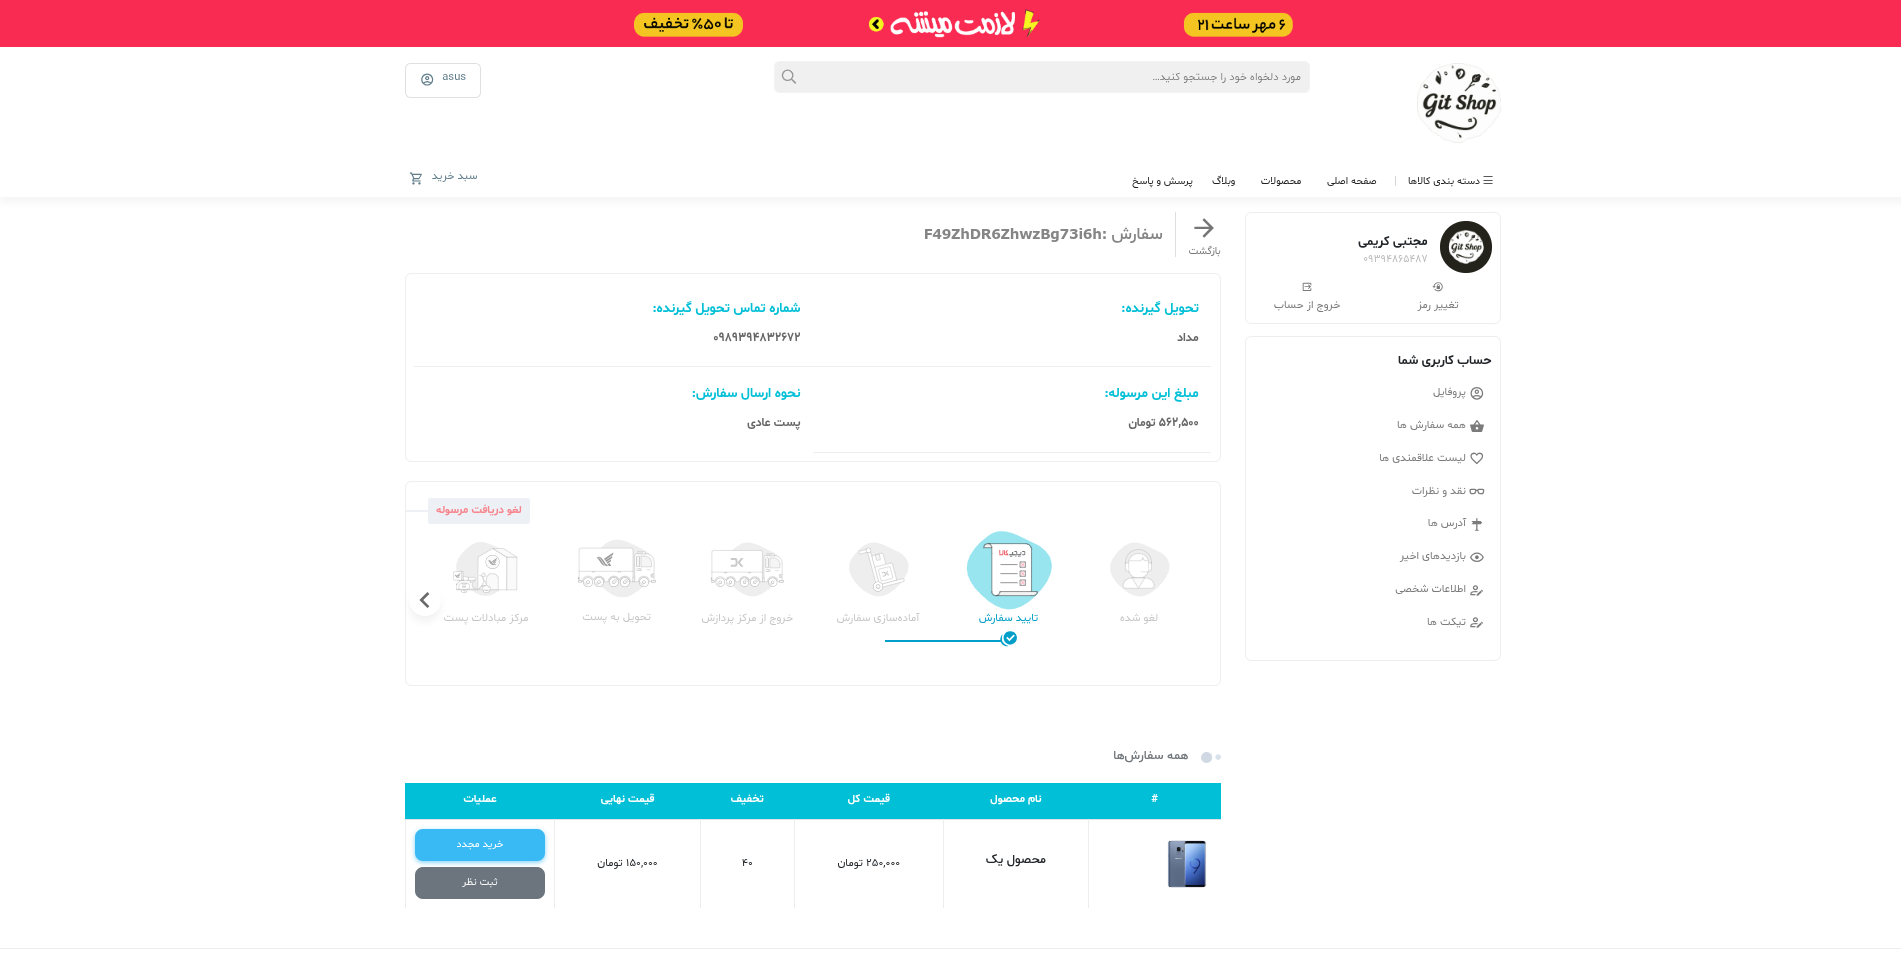 ۶ مهر ساعت ۲۱
لازمت میشه
تا ۵۰٪ تخفیف
Git Shop
مورد دلخواه خود را جستجو کنید...
asus
دسته بندی کالاها
صفحه اصلی
محصولات
وبلاگ
پرسش و پاسخ
سبد خرید
Git Shop
مجتبی کریمی
۰۹۳۹۴۸۶۵۴۸۷
تغییر رمز
خروج از حساب
حساب کاربری شما
پروفایل
همه سفارش ها
لیست علاقمندی ها
نقد و نظرات
آدرس ها
بازدیدهای اخیر
اطلاعات شخصی
تیکت ها
بازگشت
سفارش :F49ZhDR6ZhwzBg73i6h
تحویل گیرنده:
مداد
شماره تماس تحویل گیرنده:
۰۹۸۹۳۹۴۸۳۲۶۷۲
مبلغ این مرسوله:
۵۶۲,۵۰۰ تومان
نحوه ارسال سفارش:
پست عادی
لغو دریافت مرسوله
دیجی کالا
لغو شده
تایید سفارش
آماده‌سازی سفارش
خروج از مرکز پردازش
تحویل به پست
مرکز مبادلات پست
همه سفارش‌ها
# نام محصول قیمت کل تخفیف قیمت نهایی عملیات
محصول یک ۲۵۰,۰۰۰ تومان ۴۰ ۱۵۰,۰۰۰ تومان
خرید مجدد
ثبت نظر